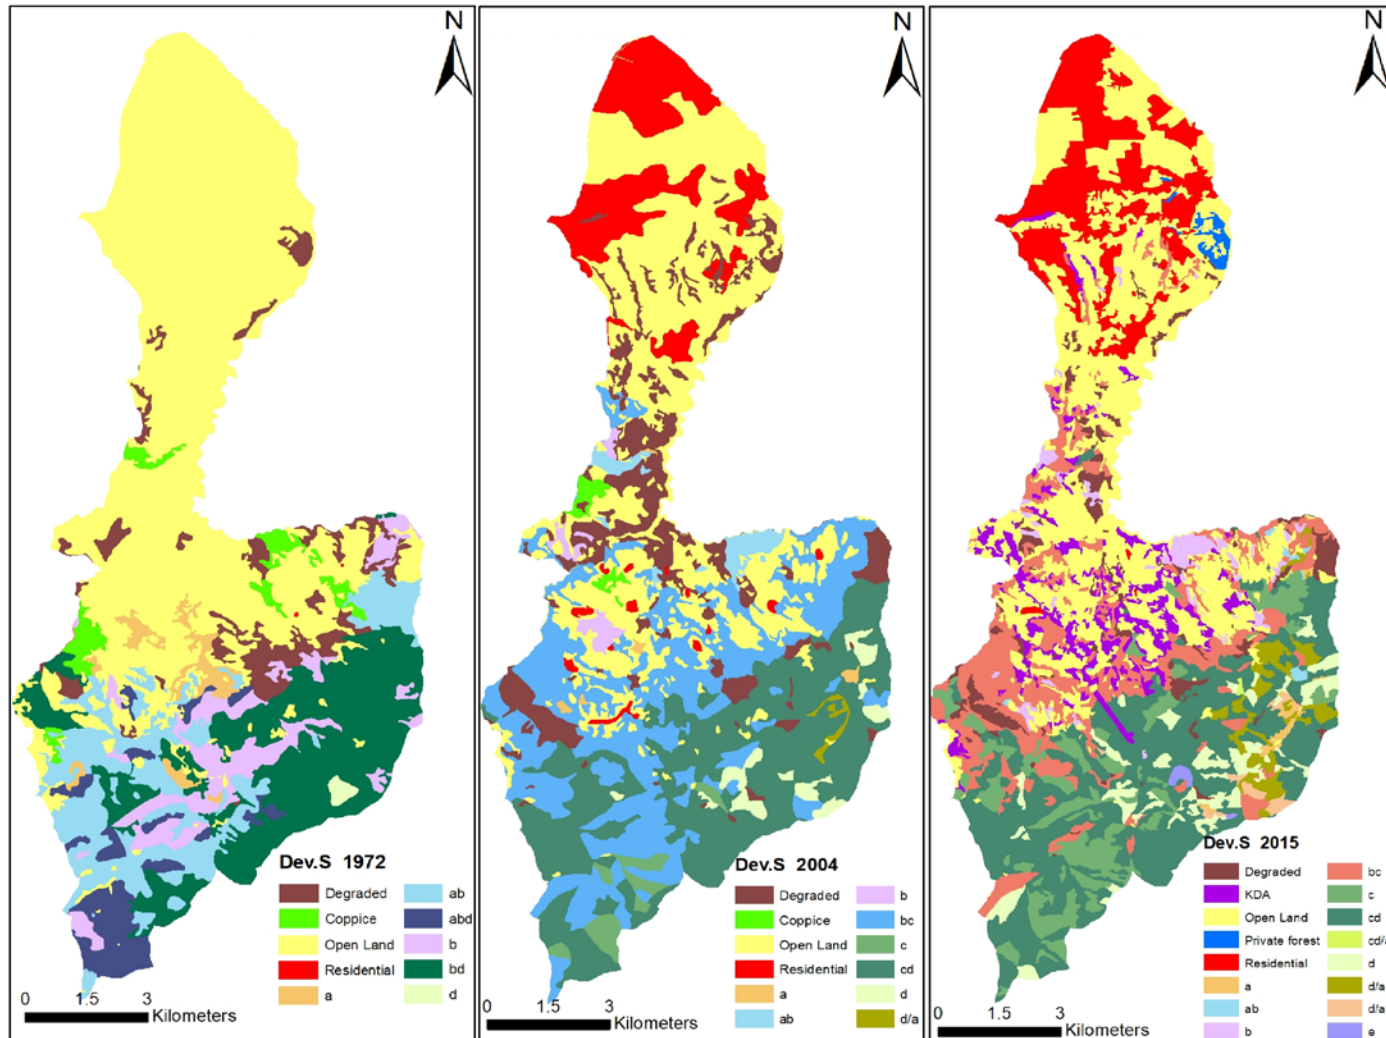 N
Dev.S 1972
Degraded
Coppice
Open Land
Residential
a
ab
abd
b
bd
d
0
1.5
3
Kilometers
N
Dev.S 2004
Degraded
Coppice
Open Land
Residential
a
ab
b
bc
c
cd
d
d/a
0
1.5
3
Kilometers
N
Dev.S 2015
Degraded
KDA
Open Land
Private forest
Residential
a
ab
b
bc
c
cd
cd/a
d
d/a
d/a
e
0
1.5
3
Kilometers